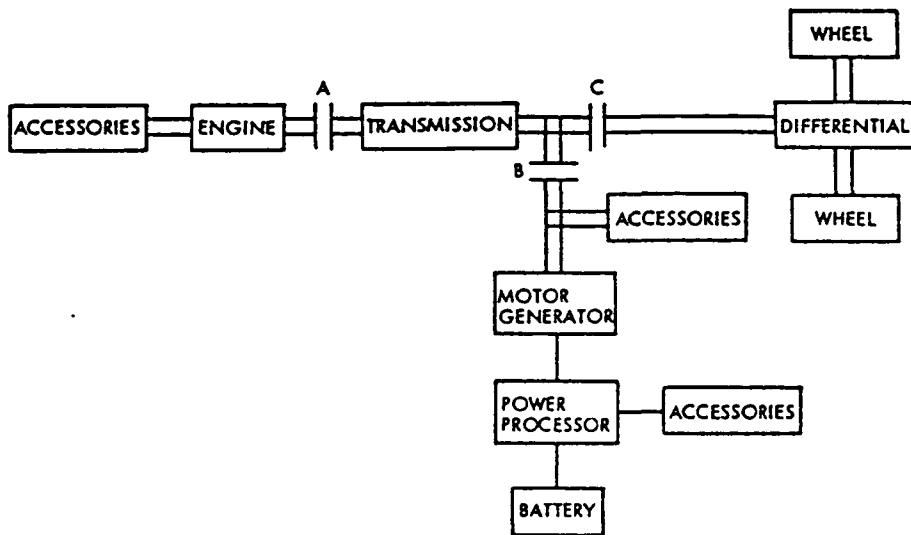 WHEEL
A
C
ACCESSORIES
ENGINE
TRANSMISSION
DIFFERENTIAL
B
ACCESSORIES
WHEEL
MOTOR
GENERATOR
POWER
PROCESSOR
ACCESSORIES
BATTERY